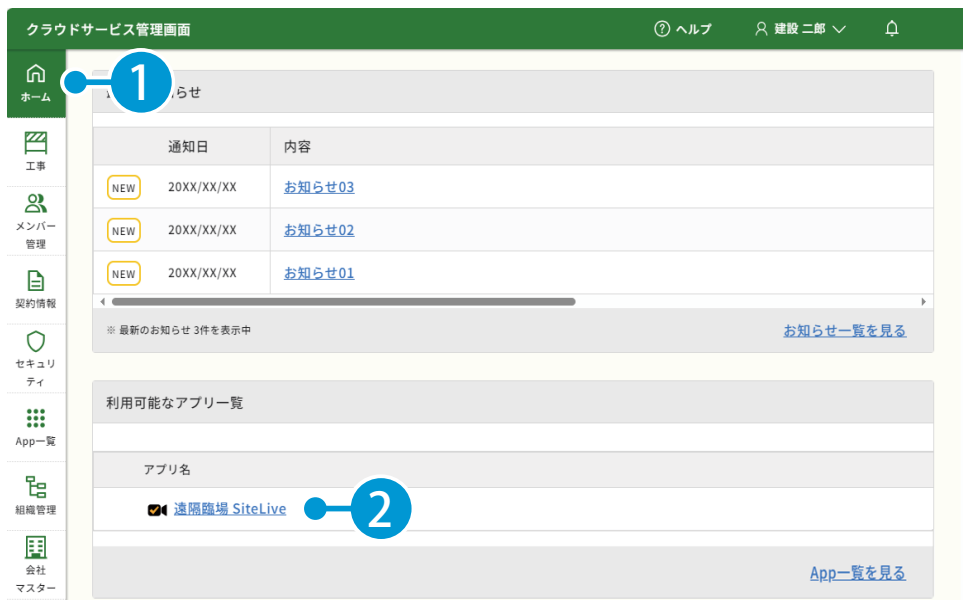 クラウドサービス管理画面
ヘルプ
建設 二郎
ホーム
1
らせ
通知日 内容
工事
NEW 20XX/XX/XX お知らせ03
メンバー
管理
NEW 20XX/XX/XX お知らせ02
NEW 20XX/XX/XX お知らせ01
契約情報
※ 最新のお知らせ 3件を表示中
お知らせ一覧を見る
セキュリ
ティ
利用可能なアプリ一覧
App一覧
アプリ名
組織管理
遠隔臨場 SiteLive
2
会社
マスター
App一覧を見る